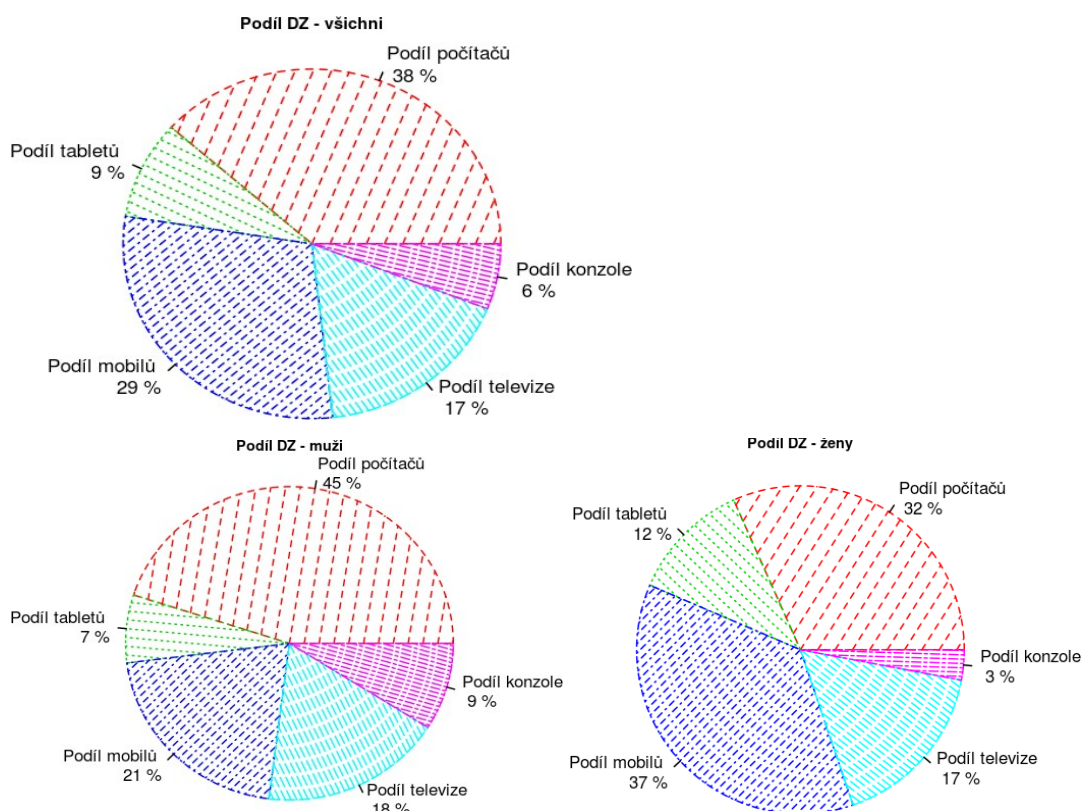 Podíl DZ - všichni
Podíl počítačů
38 %
Podíl tabletů
9 %
Podíl konzole
6 %
Podíl mobilů
29 %
Podíl televize
17 %
Podíl DZ - muži
Podíl počítačů
45 %
Podíl tabletů
7 %
Podíl konzole
9 %
Podíl mobilů
21 %
Podíl televize
18 %
Podíl DZ - ženy
Podíl počítačů
32 %
Podíl tabletů
12 %
Podíl konzole
3 %
Podíl mobilů
37 %
Podíl televize
17 %